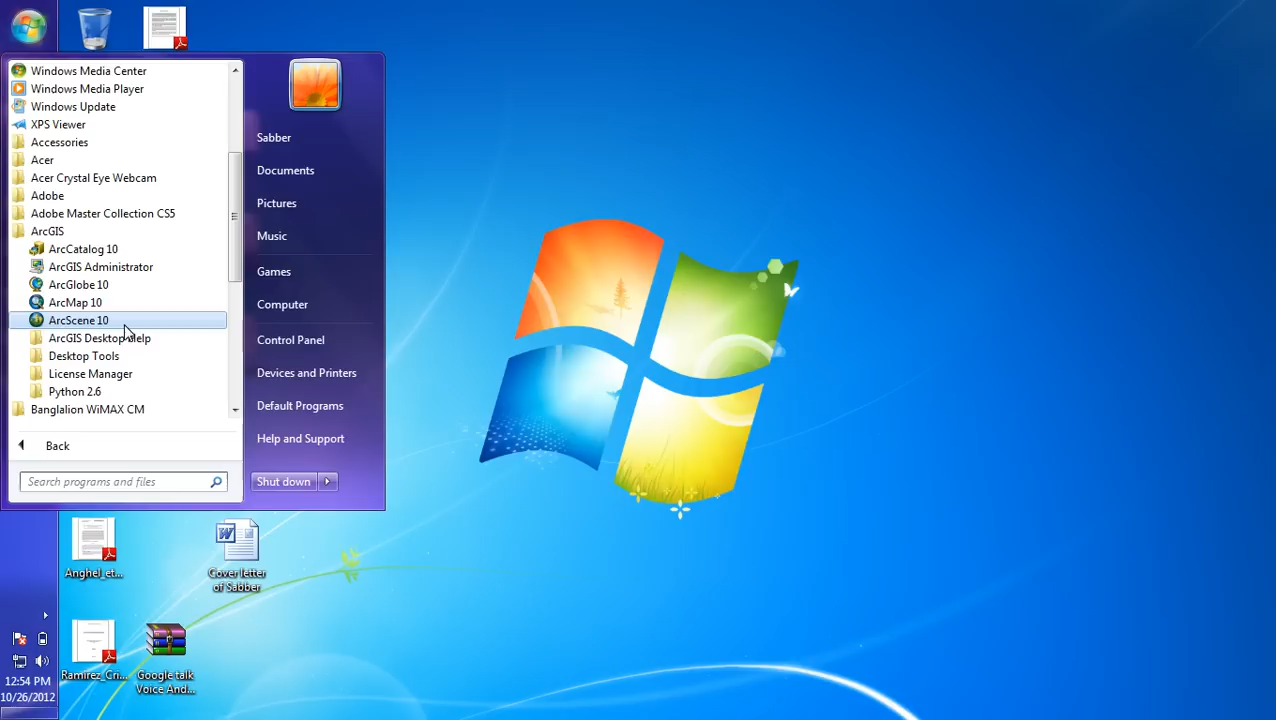 Windows Media Center
Windows Media Player
Windows Update
XPS Viewer
Accessories
Acer
Acer Crystal Eye Webcam
Adobe
Adobe Master Collection CS5
ArcGIS
ArcCatalog 10
ArcGIS Administrator
ArcGlobe 10
ArcMap 10
ArcScene 10
ArcGIS Desktop Help
Desktop Tools
License Manager
Python 2.6
Banglalion WiMAX CM
Back
Search programs and files
Sabber
Documents
Pictures
Music
Games
Computer
Control Panel
Devices and Printers
Default Programs
Help and Support
Shut down
Anghel_et...
Cover letter
of Sabber
Ramirez_Cri...
Google talk
Voice And...
12:54 PM
10/26/2012